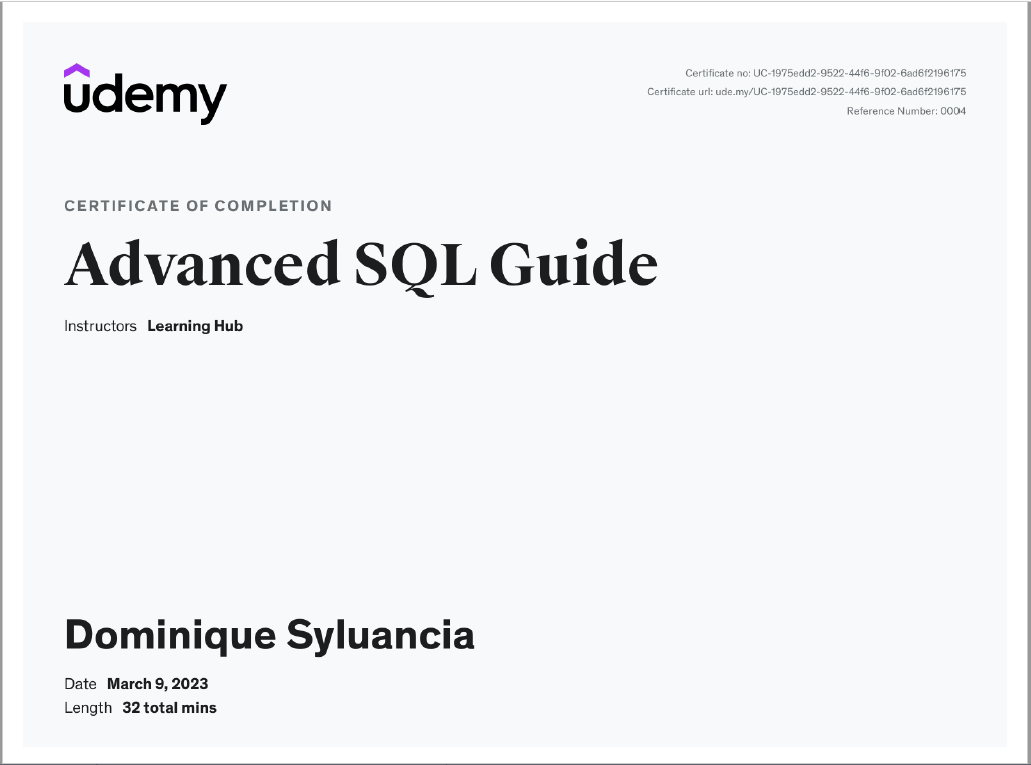 udemy
Certificate no: UC-1975edd2-9522-44f6-9f02-6ad6f2196175
Certificate url: ude.my/UC-1975edd2-9522-44f6-9f02-6ad6f2196175
Reference Number: 0004
CERTIFICATE OF COMPLETION
Advanced SQL Guide
Instructors Learning Hub
Dominique Syluancia
Date March 9, 2023
Length 32 total mins